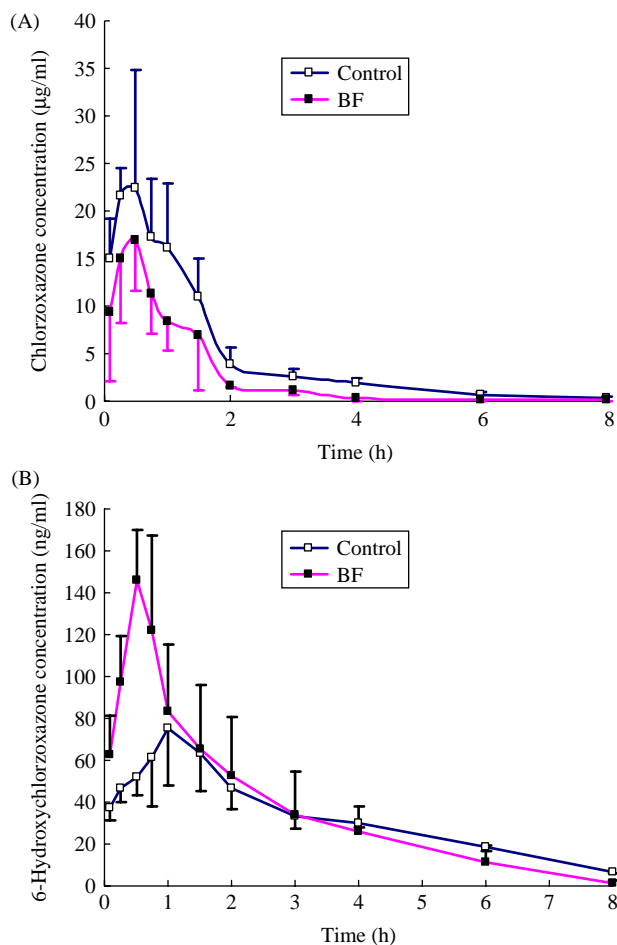 (A)
40
35
30
25
20
15
10
5
0
Chlorzoxazone concentration (μg/ml)
Control
BF
0 2 4 6 8
Time (h)
(B)
180
160
140
120
100
80
60
40
20
0
6-Hydroxychlorzoxazone concentration (ng/ml)
Control
BF
0 1 2 3 4 5 6 7 8
Time (h)